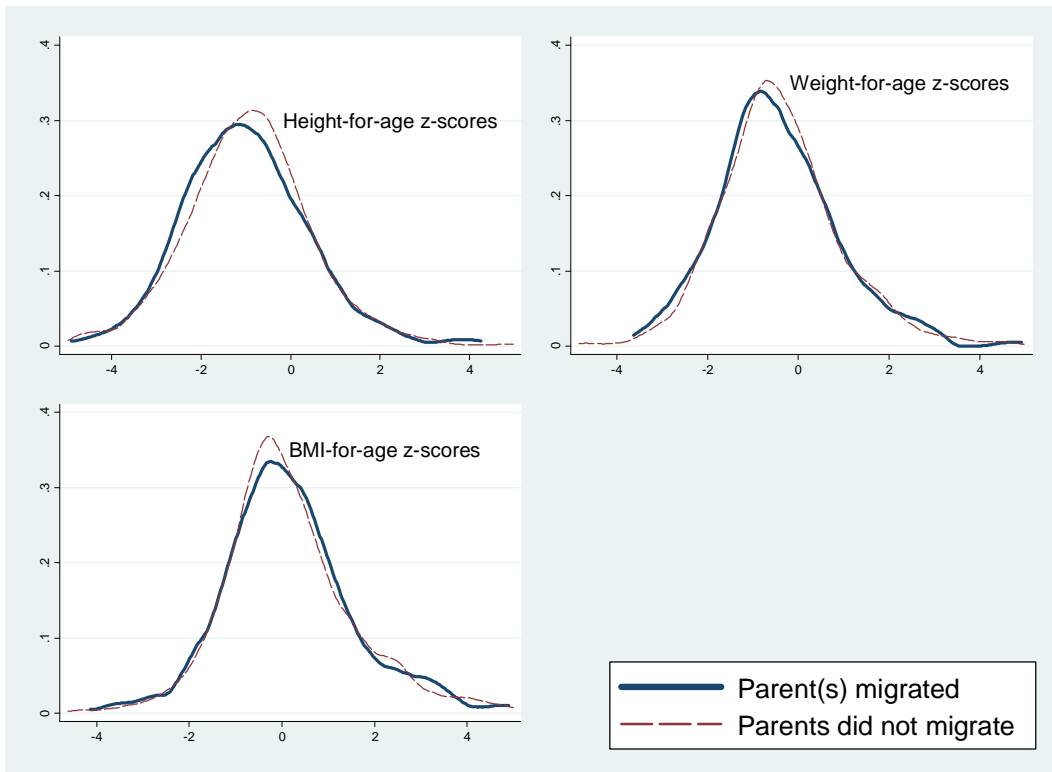 Height-for-age z-scores
.4
.3
.2
.1
0
-4 -2 0 2 4
Weight-for-age z-scores
.4
.3
.2
.1
0
-4 -2 0 2 4
BMI-for-age z-scores
.4
.3
.2
.1
0
-4 -2 0 2 4
Parent(s) migrated
Parents did not migrate